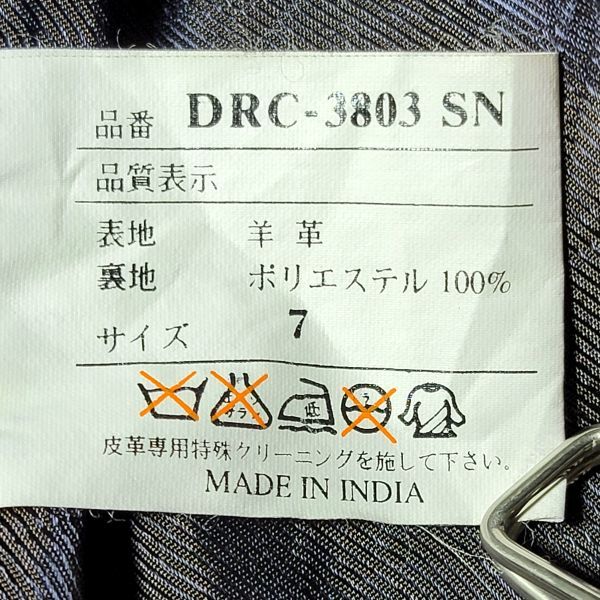 品番 DRC-3803 SN
品質表示
表地 羊革
裏地 ポリエステル 100%
サイズ 7
低
皮革専用特殊クリーニングを施して下さい。
MADE IN INDIA